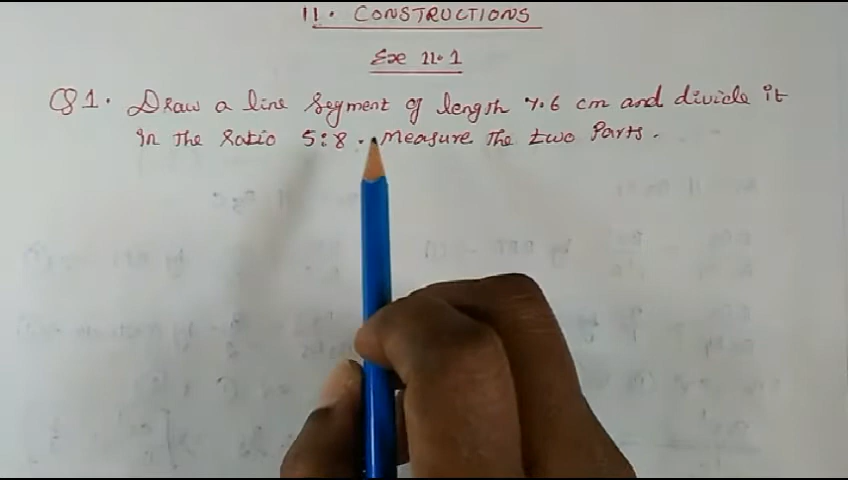 11. CONSTRUCTIONS
Exe 11.1
Q1. Draw a line segment of length 7.6 cm and divide it
in the ratio 5:8. Measure the two parts.